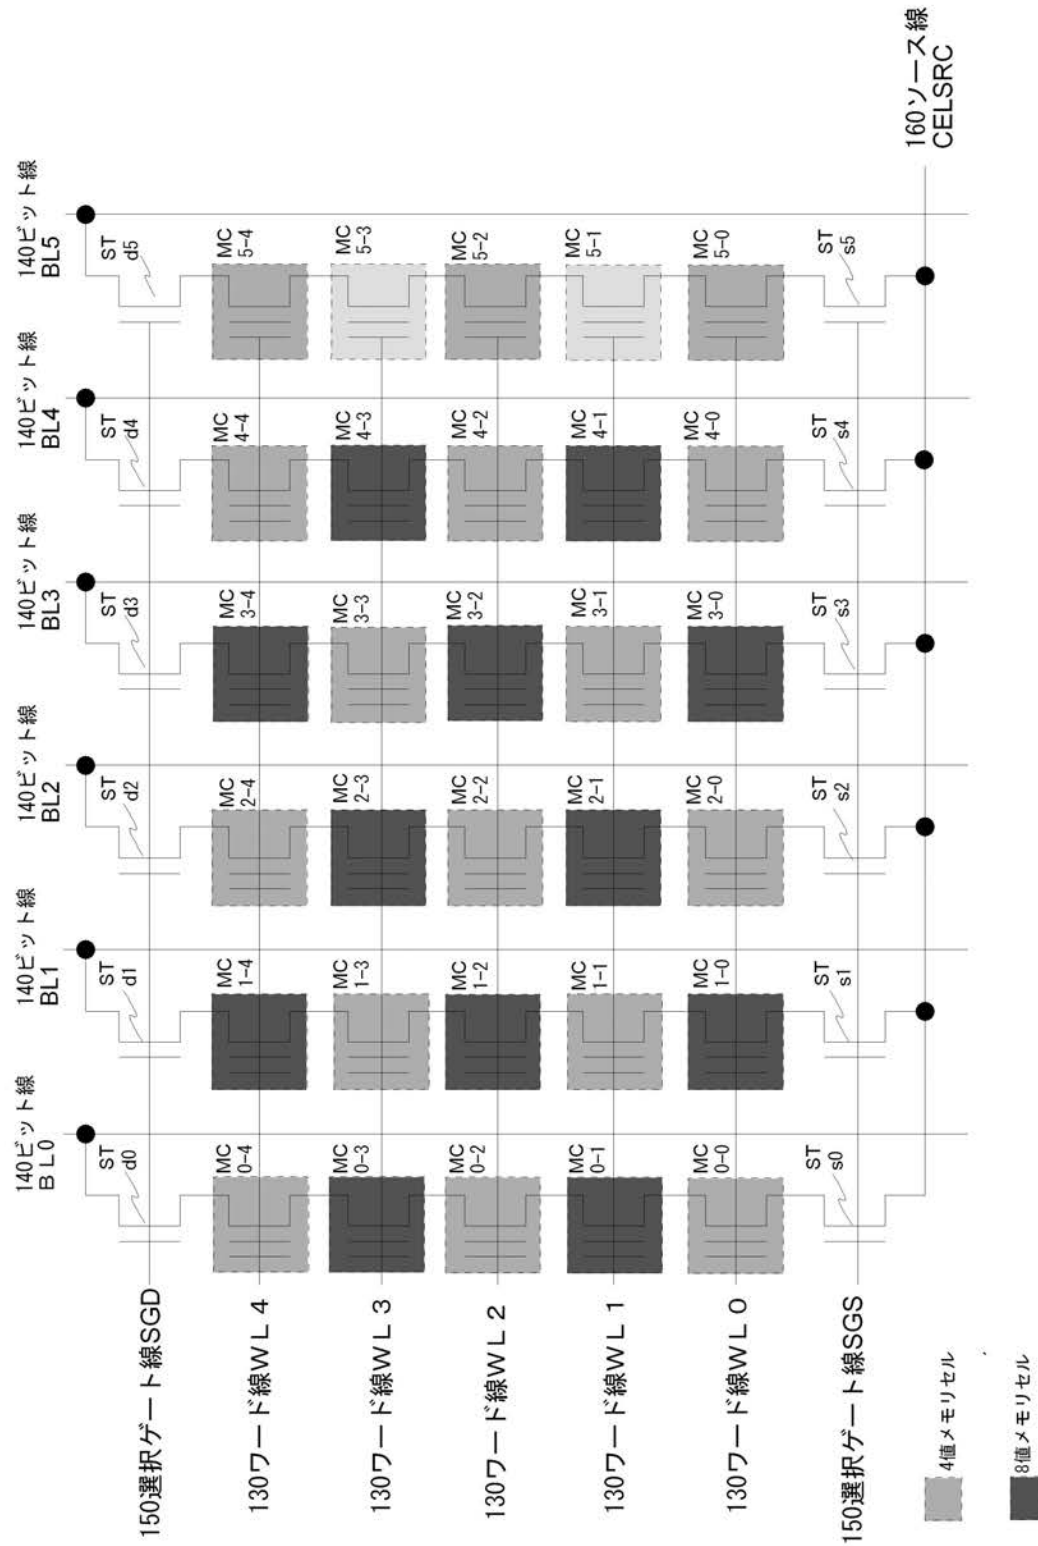 140ビット線
BL0
140ビット線
BL1
140ビット線
BL2
140ビット線
BL3
140ビット線
BL4
140ビット線
BL5
150選択ゲート線SGD
ST
d0
ST
d1
ST
d2
ST
d3
ST
d4
ST
d5
130ワード線WL4
MC
0-4
MC
1-4
MC
2-4
MC
3-4
MC
4-4
MC
5-4
130ワード線WL3
MC
0-3
MC
1-3
MC
2-3
MC
3-3
MC
4-3
MC
5-3
130ワード線WL2
MC
0-2
MC
1-2
MC
2-2
MC
3-2
MC
4-2
MC
5-2
130ワード線WL1
MC
0-1
MC
1-1
MC
2-1
MC
3-1
MC
4-1
MC
5-1
130ワード線WL0
MC
0-0
MC
1-0
MC
2-0
MC
3-0
MC
4-0
MC
5-0
150選択ゲート線SGS
ST
s0
ST
s1
ST
s2
ST
s3
ST
s4
ST
s5
160ソース線
CELSRC
4値メモリセル
8値メモリセル